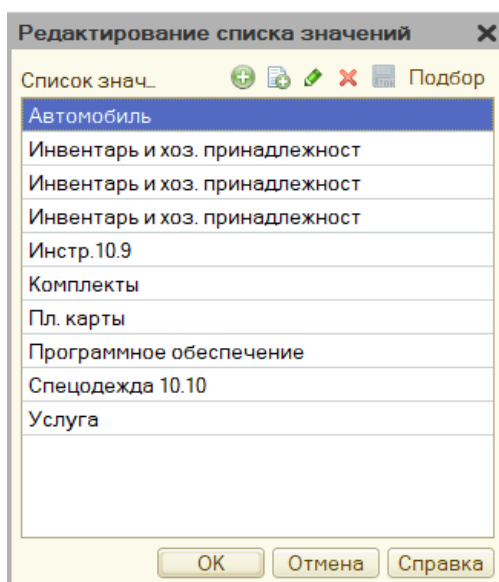 Редактирование списка значений
Список знач... Подбор
Автомобиль
Инвентарь и хоз. принадлежност
Инвентарь и хоз. принадлежност
Инвентарь и хоз. принадлежност
Инстр.10.9
Комплекты
Пл. карты
Программное обеспечение
Спецодежда 10.10
Услуга
OK Отмена Справка